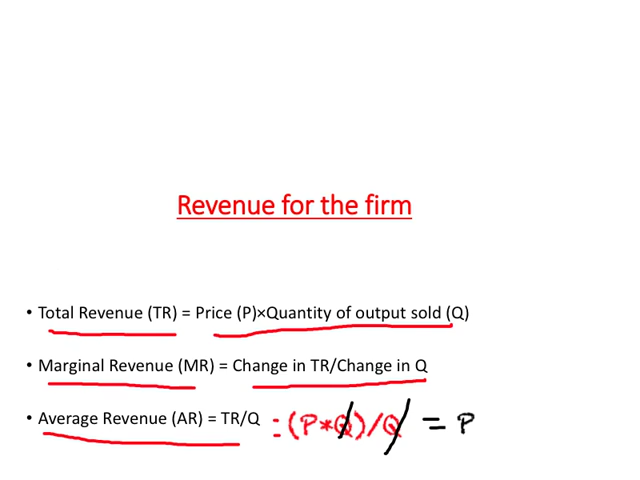 Revenue for the firm
• Total Revenue (TR) = Price (P)×Quantity of output sold (Q)
• Marginal Revenue (MR) = Change in TR/Change in Q
• Average Revenue (AR) = TR/Q = (P*Q)/Q = P